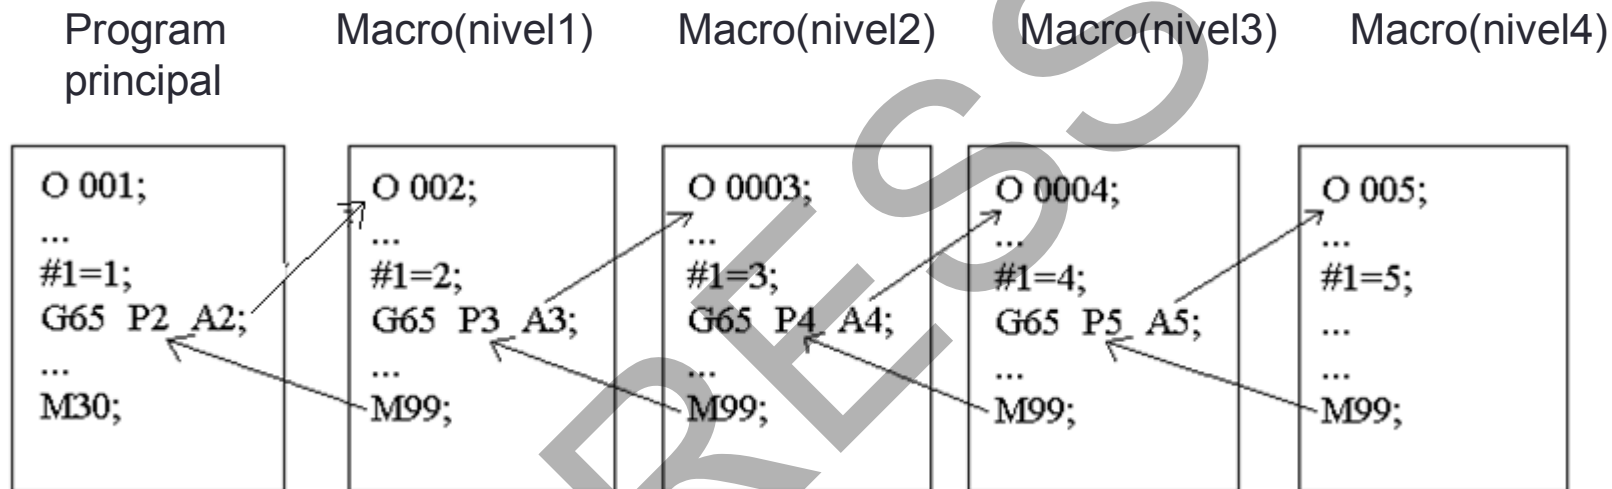 Program principal
Macro(nivel1)
Macro(nivel2)
Macro(nivel3)
Macro(nivel4)
O 001;
...
#1=1;
G65 P2 A2;
...
M30;
O 002;
...
#1=2;
G65 P3 A3;
...
M99;
O 0003;
...
#1=3;
G65 P4 A4;
...
M99;
O 0004;
...
#1=4;
G65 P5 A5;
...
M99;
O 005;
...
#1=5;
...
...
M99;
RESS